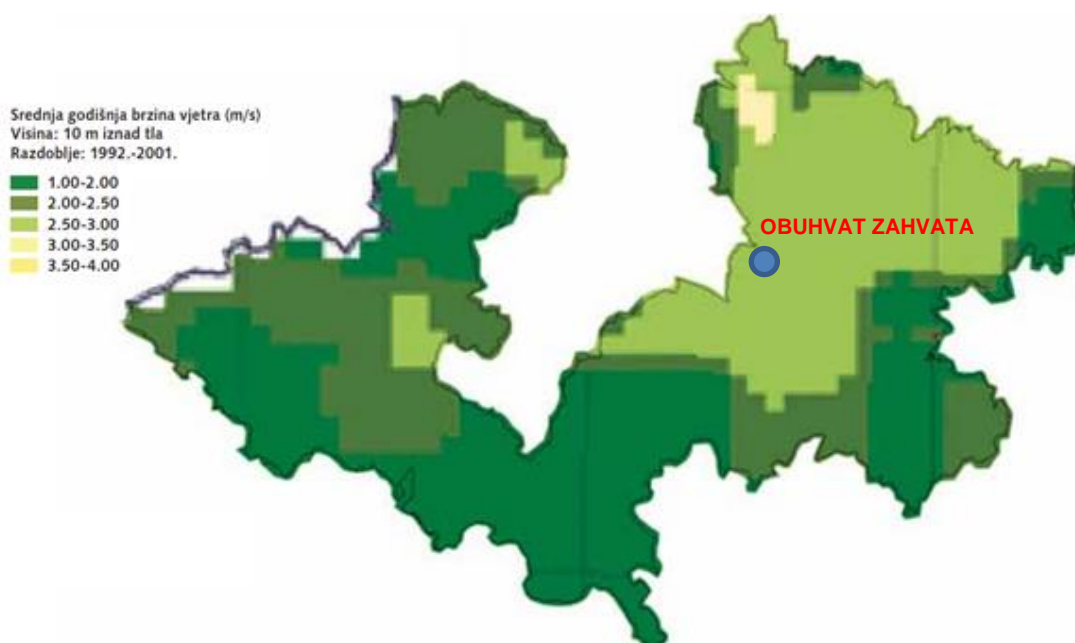 Srednja godišnja brzina vjetra (m/s)
Visina: 10 m iznad tla
Razdoblje: 1992.-2001.
1.00-2.00
2.00-2.50
2.50-3.00
3.00-3.50
3.50-4.00
OBUHVAT ZAHVATA